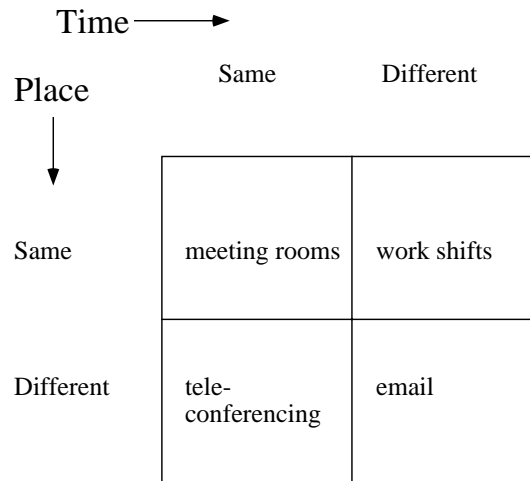 Time
Same Different
Place
Same meeting rooms work shifts
Different tele- email
conferencing